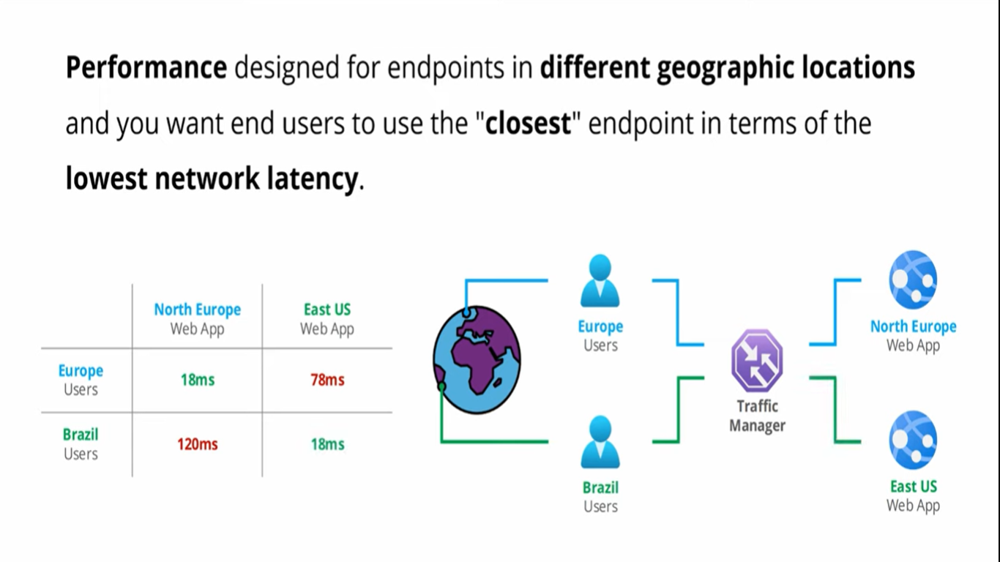 Performance designed for endpoints in different geographic locations
and you want end users to use the "closest" endpoint in terms of the
lowest network latency.
North Europe
Web App
East US
Web App
Europe
Users
18ms
78ms
Brazil
Users
120ms
18ms
Europe
Users
Brazil
Users
Traffic
Manager
North Europe
Web App
East US
Web App